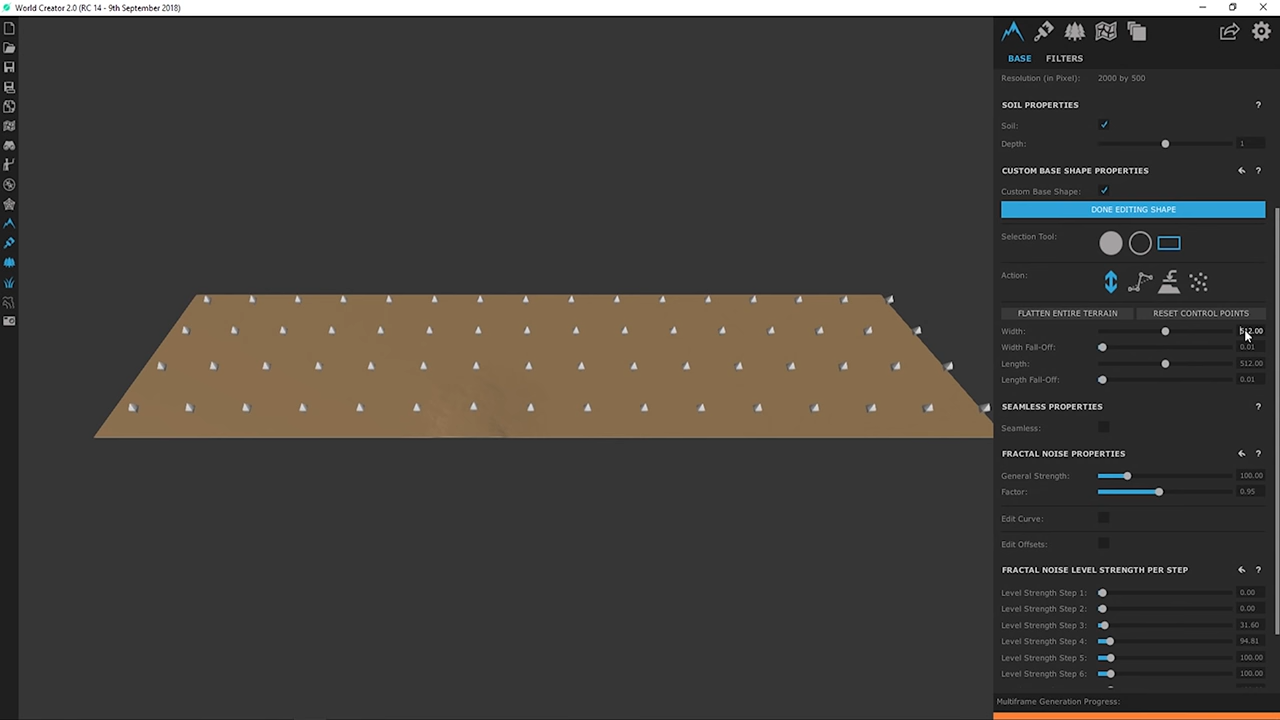 World Creator 2.0 (RC 14 - 9th September 2018)
BASE FILTERS
Resolution (in Pixel): 2000 by 500
SOIL PROPERTIES ?
Soil:
Depth: 1
CUSTOM BASE SHAPE PROPERTIES ?
Custom Base Shape:
DONE EDITING SHAPE
Selection Tool:
Action:
FLATTEN ENTIRE TERRAIN RESET CONTROL POINTS
Width: 512.00
Width Fall-Off: 0.01
Length: 512.00
Length Fall-Off: 0.01
SEAMLESS PROPERTIES ?
Seamless:
FRACTAL NOISE PROPERTIES ?
General Strength: 100.00
Factor: 0.95
Edit Curve:
Edit Offsets:
FRACTAL NOISE LEVEL STRENGTH PER STEP ?
Level Strength Step 1: 0.00
Level Strength Step 2: 0.00
Level Strength Step 3: 31.60
Level Strength Step 4: 94.81
Level Strength Step 5: 100.00
Level Strength Step 6: 100.00
Multiframe Generation Progress: